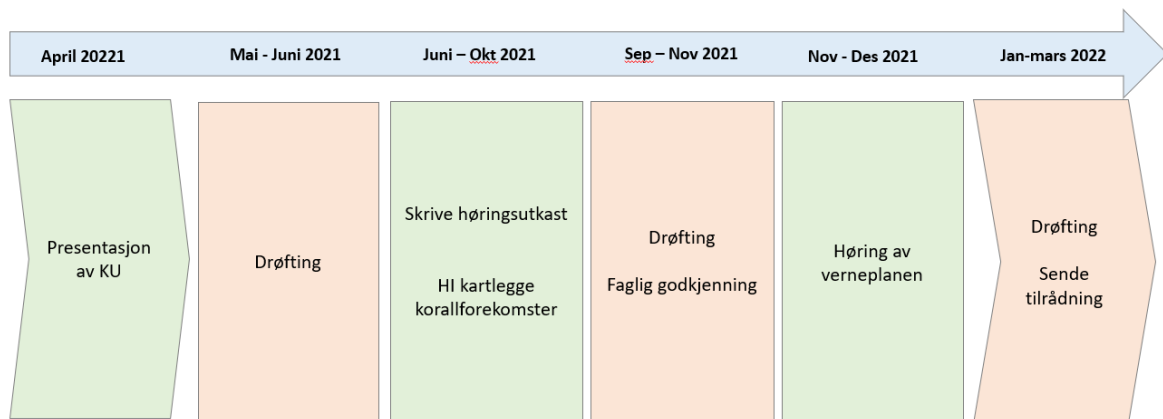 April 20221
Mai - Juni 2021
Juni – Okt 2021
Sep – Nov 2021
Nov - Des 2021
Jan-mars 2022
Presentasjon
av KU
Drøfting
Skrive høringsutkast
HI kartlegge
korallforekomster
Drøfting
Faglig godkjenning
Høring av
verneplanen
Drøfting
Sende
tilrådning